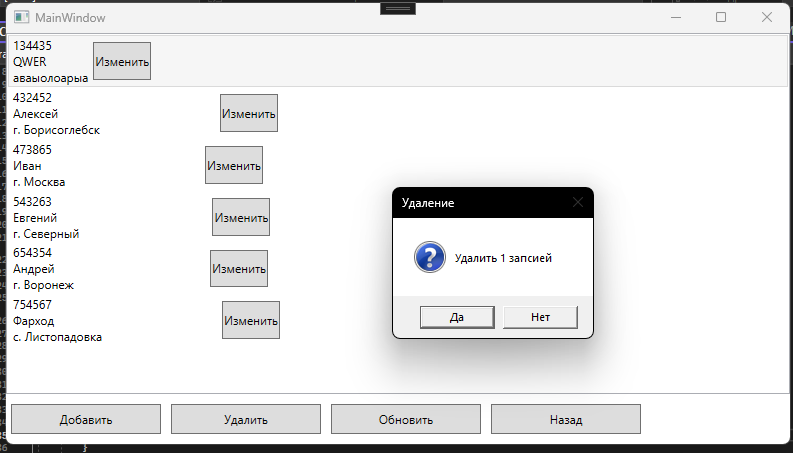 MainWindow
134435
QWER
аваыолоарыа
Изменить
432452
Алексей
г. Борисоглебск
Изменить
473865
Иван
г. Москва
Изменить
543263
Евгений
г. Северный
Изменить
654354
Андрей
г. Воронеж
Изменить
754567
Фарход
с. Листопадовка
Изменить
Удаление
Удалить 1 запсией
Да
Нет
Добавить
Удалить
Обновить
Назад